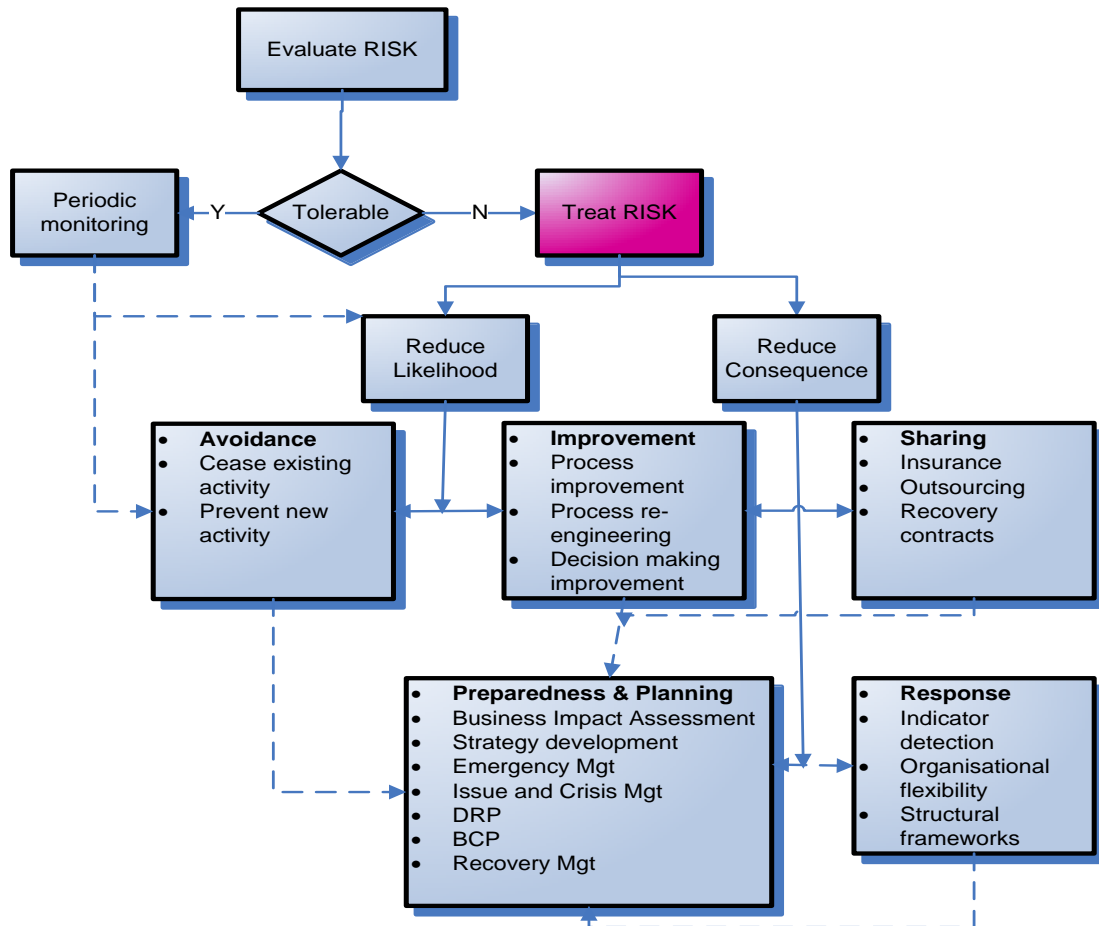 Evaluate RISK
Periodic
monitoring
Y
Tolerable
N
Treat RISK
Reduce
Likelihood
Reduce
Consequence
• Avoidance
• Cease existing
activity
• Prevent new
activity
• Improvement
• Process
improvement
• Process re-
engineering
• Decision making
improvement
• Sharing
• Insurance
• Outsourcing
• Recovery
contracts
• Preparedness & Planning
• Business Impact Assessment
• Strategy development
• Emergency Mgt
• Issue and Crisis Mgt
• DRP
• BCP
• Recovery Mgt
• Response
• Indicator
detection
• Organisational
flexibility
• Structural
frameworks